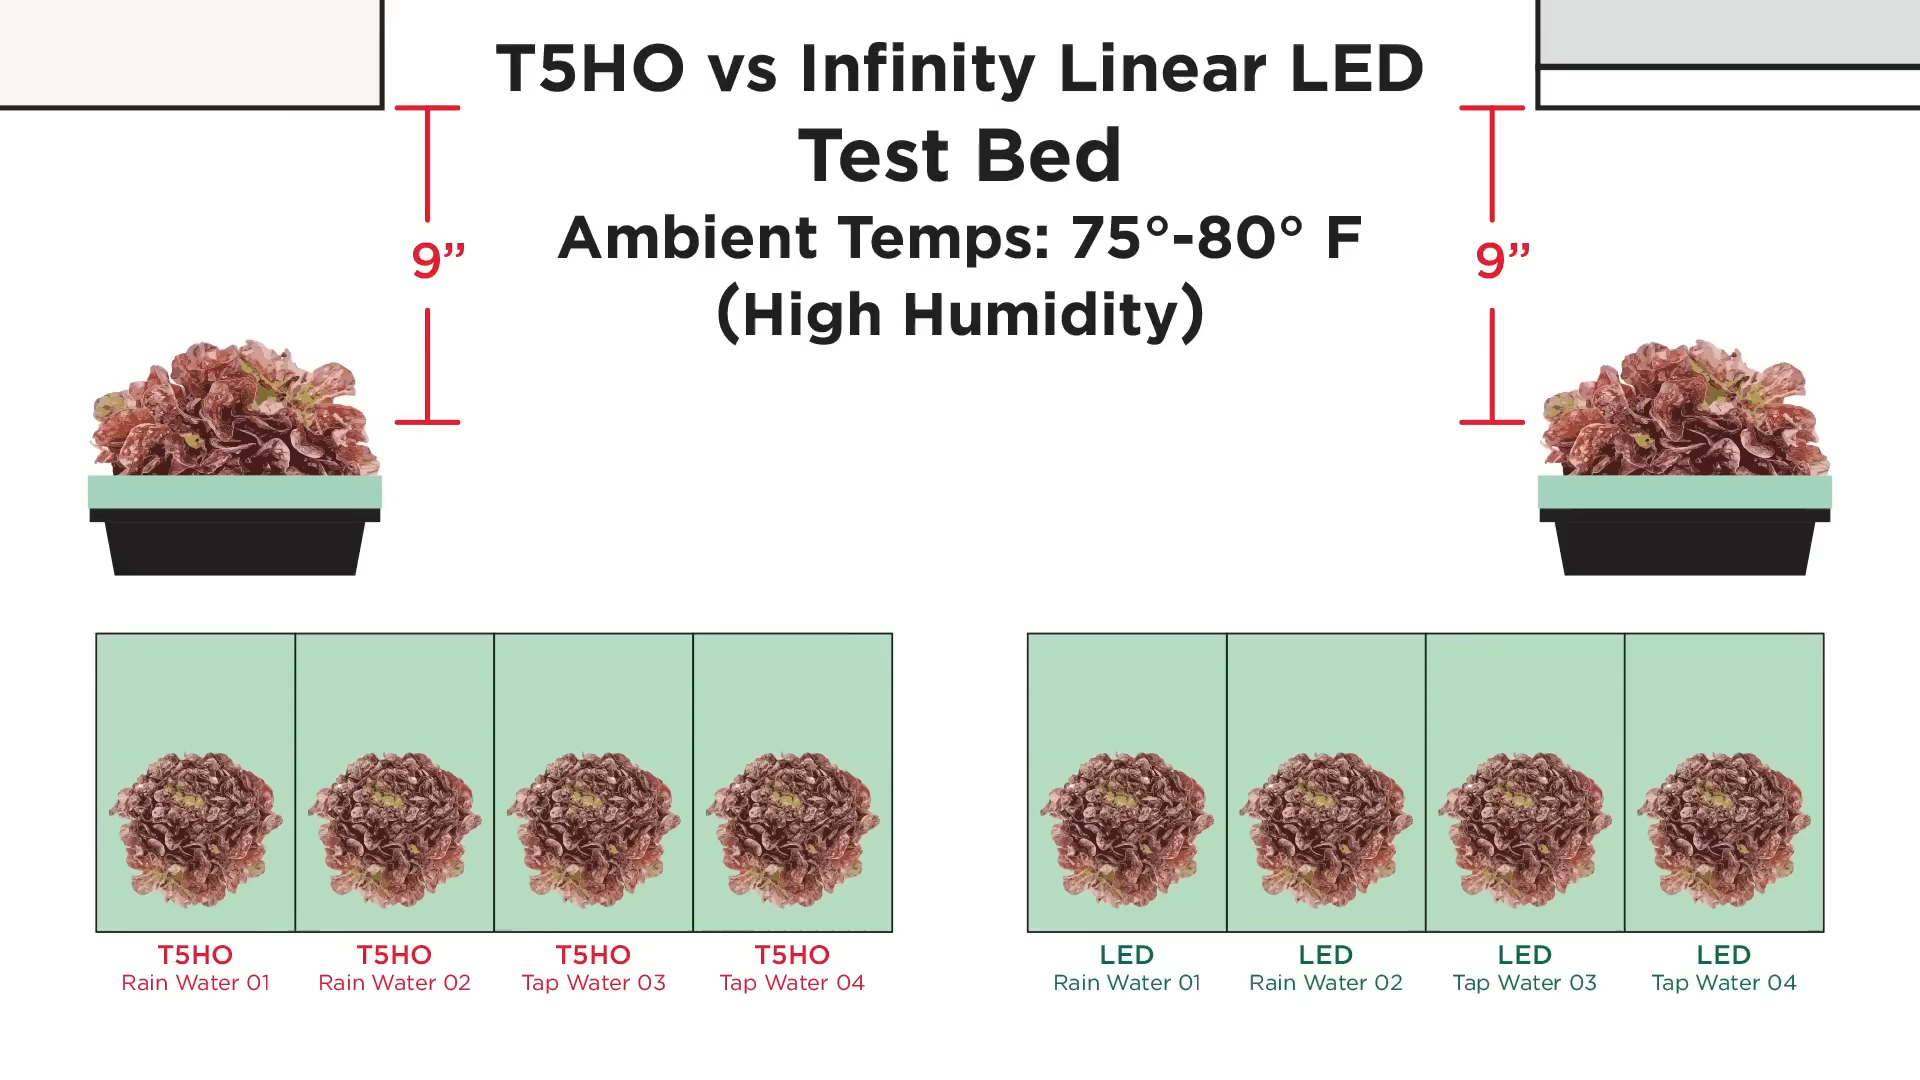 T5HO vs Infinity Linear LED
Test Bed
Ambient Temps: 75°-80° F
(High Humidity)
9”
9”
T5HO
Rain Water 01
T5HO
Rain Water 02
T5HO
Tap Water 03
T5HO
Tap Water 04
LED
Rain Water 01
LED
Rain Water 02
LED
Tap Water 03
LED
Tap Water 04